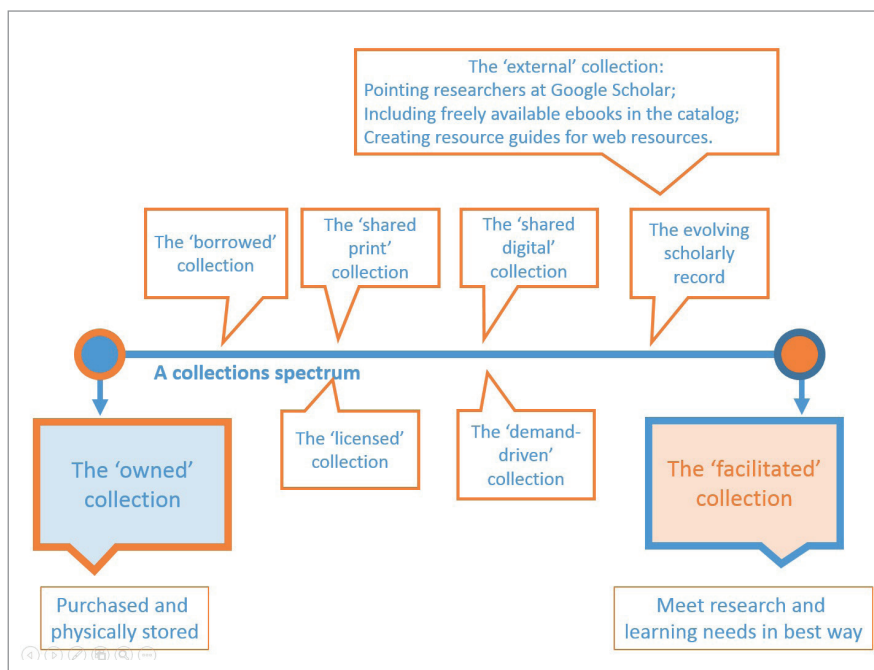 The ‘external’ collection:
Pointing researchers at Google Scholar;
Including freely available ebooks in the catalog;
Creating resource guides for web resources.
The ‘borrowed’
collection
The ‘shared
print’
collection
The ‘shared
digital’
collection
The evolving
scholarly
record
A collections spectrum
The ‘licensed’
collection
The ‘demand-
driven’
collection
The ‘owned’
collection
The ‘facilitated’
collection
Purchased and
physically stored
Meet research and
learning needs in best way